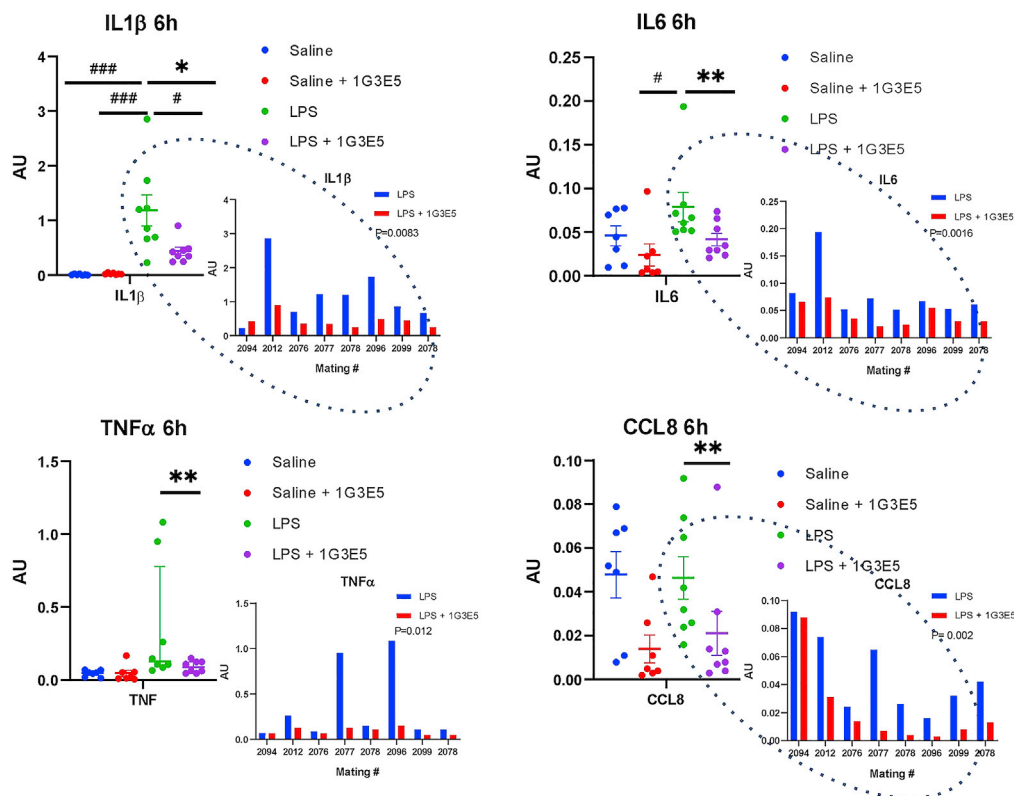 IL1β 6h
4
3
2
1
0
AU
###
*
###
#
IL1β
Saline
Saline + 1G3E5
LPS
LPS + 1G3E5
IL1β
LPS
LPS + 1G3E5
P=0.0083
AU
4
3
2
1
0
2094 2012 2076 2077 2078 2096 2099 2078
Mating #
IL6 6h
0.25
0.20
0.15
0.10
0.05
0.00
AU
#
**
IL6
Saline
Saline + 1G3E5
LPS
LPS + 1G3E5
IL6
LPS
LPS + 1G3E5
P=0.0016
AU
0.25
0.20
0.15
0.10
0.05
0.00
2094 2012 2076 2077 2078 2096 2099 2078
Mating #
TNFα 6h
1.5
1.0
0.5
0.0
AU
**
TNF
Saline
Saline + 1G3E5
LPS
LPS + 1G3E5
TNFα
LPS
LPS + 1G3E5
P=0.012
AU
1.5
1.0
0.5
0.0
2094 2012 2076 2077 2078 2096 2099 2078
Mating #
CCL8 6h
0.10
0.08
0.06
0.04
0.02
0.00
AU
**
CCL8
Saline
Saline + 1G3E5
LPS
LPS + 1G3E5
CCL8
LPS
LPS + 1G3E5
P= 0.002
AU
0.10
0.08
0.06
0.04
0.02
0.00
2094 2012 2076 2077 2078 2096 2099 2078
Mating #